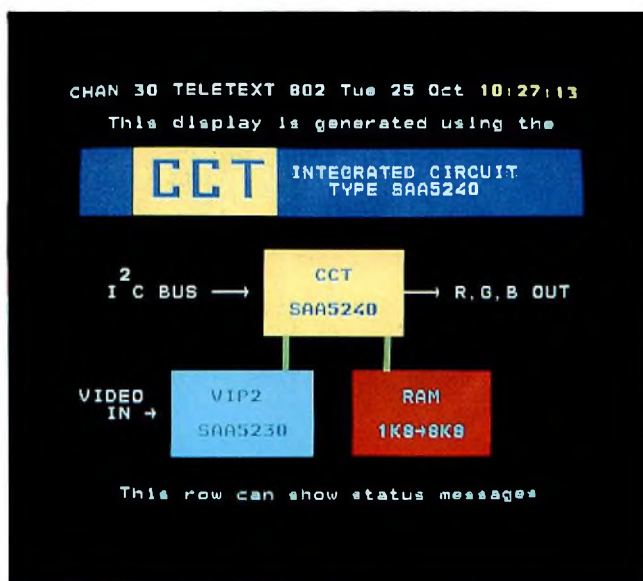 CHAN 30 TELETEXT 802 Tue 25 Oct 10:27:13
This display is generated using the
CCT INTEGRATED CIRCUIT
TYPE SAA5240
I²C BUS → CCT → R,G,B OUT
SAA5240
VIDEO IN → VIP2 RAM
SAA5230 1K8→8K8
This row can show status messages